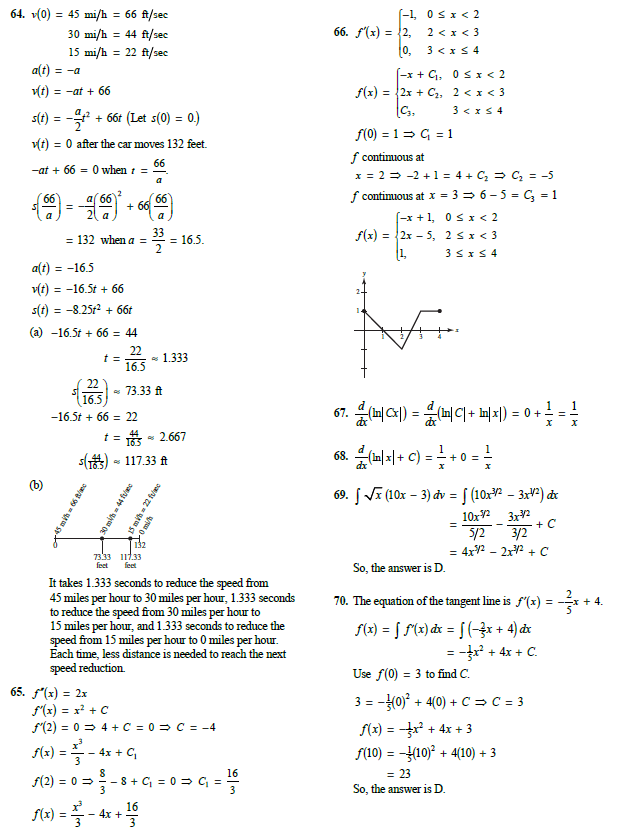 64. v(0) = 45 mi/h = 66 ft/sec
30 mi/h = 44 ft/sec
15 mi/h = 22 ft/sec
a(t) = −a
v(t) = −at + 66
s(t) = −a/2 t² + 66t (Let s(0) = 0.)
v(t) = 0 after the car moves 132 feet.
−at + 66 = 0 when t = 66/a.
s(66/a) = −a/2(66/a)² + 66(66/a)
= 132 when a = 33/2 = 16.5.
a(t) = −16.5
v(t) = −16.5t + 66
s(t) = −8.25t² + 66t
(a) −16.5t + 66 = 44
t = 22/16.5 ≈ 1.333
s(22/16.5) ≈ 73.33 ft
−16.5t + 66 = 22
t = 44/16.5 ≈ 2.667
s(44/16.5) ≈ 117.33 ft
(b)
45 mi/h = 66 ft/sec
30 mi/h = 44 ft/sec
15 mi/h = 22 ft/sec
0 mi/h
0
132
73.33 117.33
feet feet
It takes 1.333 seconds to reduce the speed from
45 miles per hour to 30 miles per hour, 1.333 seconds
to reduce the speed from 30 miles per hour to
15 miles per hour, and 1.333 seconds to reduce the
speed from 15 miles per hour to 0 miles per hour.
Each time, less distance is needed to reach the next
speed reduction.
65. f″(x) = 2x
f′(x) = x² + C
f′(2) = 0 ⇒ 4 + C = 0 ⇒ C = −4
f(x) = x³/3 − 4x + C₁
f(2) = 0 ⇒ 8/3 − 8 + C₁ = 0 ⇒ C₁ = 16/3
f(x) = x³/3 − 4x + 16/3
66. f′(x) = { −1, 0 ≤ x < 2
2, 2 < x < 3
0, 3 < x ≤ 4
f(x) = { −x + C₁, 0 ≤ x < 2
2x + C₂, 2 < x < 3
C₃, 3 < x ≤ 4
f(0) = 1 ⇒ C₁ = 1
f continuous at
x = 2 ⇒ −2 + 1 = 4 + C₂ ⇒ C₂ = −5
f continuous at x = 3 ⇒ 6 − 5 = C₃ = 1
f(x) = { −x + 1, 0 ≤ x < 2
2x − 5, 2 ≤ x < 3
1, 3 ≤ x ≤ 4
y
2
1
1 2 3 4 x
67. d/dx(ln|Cx|) = d/dx(ln|C| + ln|x|) = 0 + 1/x = 1/x
68. d/dx(ln|x| + C) = 1/x + 0 = 1/x
69. ∫ √x (10x − 3) dv = ∫ (10x^3/2 − 3x^1/2) dx
= 10x^5/2 / 5/2 − 3x^3/2 / 3/2 + C
= 4x^5/2 − 2x^3/2 + C
So, the answer is D.
70. The equation of the tangent line is f′(x) = −2/5 x + 4.
f(x) = ∫ f′(x) dx = ∫ (−2/5 x + 4) dx
= −1/5 x² + 4x + C.
Use f(0) = 3 to find C.
3 = −1/5(0)² + 4(0) + C ⇒ C = 3
f(x) = −1/5 x² + 4x + 3
f(10) = −1/5(10)² + 4(10) + 3
= 23
So, the answer is D.